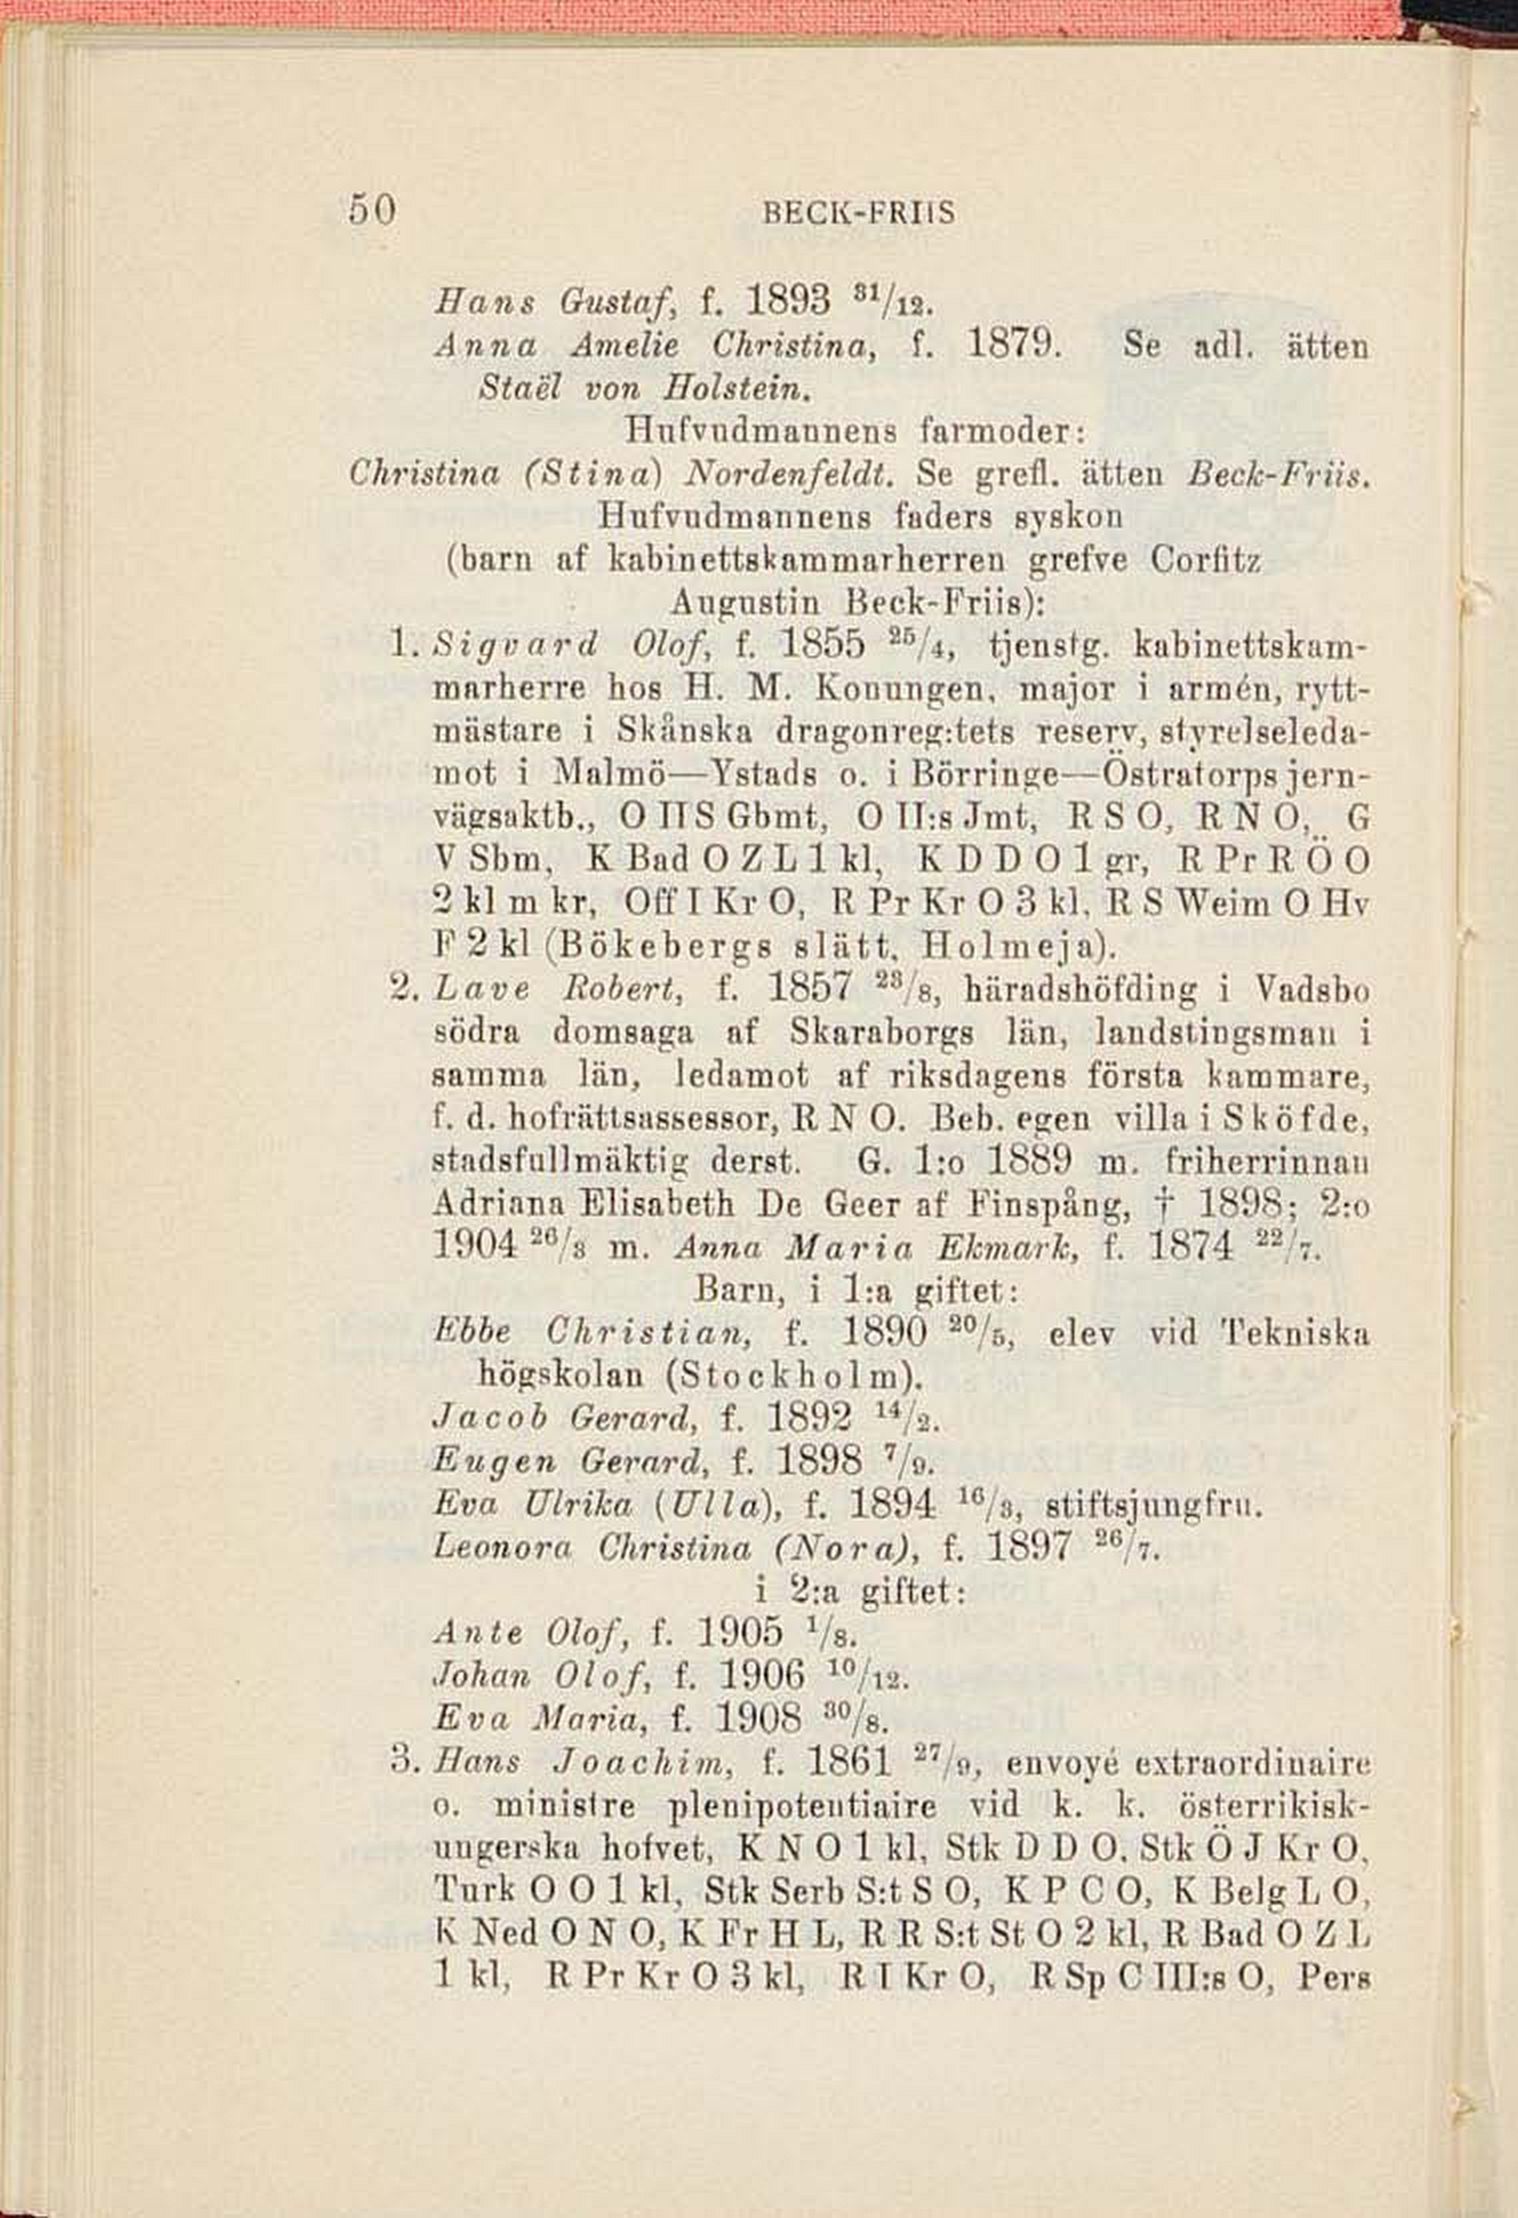 50 BECK-FRIIS
Hans Gustaf, f. 1893 31/12.
Anna Amelie Christina, f. 1879. Se adl. ätten
Staël von Holstein.
Hufvudmannens farmoder:
Christina (Stina) Nordenfeldt. Se grefl. ätten Beck-Friis.
Hufvudmannens faders syskon
(barn af kabinettskammarherren grefve Corfitz
Augustin Beck-Friis):
1. Sigvard Olof, f. 1855 25/4, tjenstg. kabinettskam-
marherre hos H. M. Konungen, major i armén, rytt-
mästare i Skånska dragonreg:tets reserv, styrelseleda-
mot i Malmö—Ystads o. i Börringe—Östratorps jern-
vägsaktb., O II S Gbmt, O II:s Jmt, R S O, R N O, G
V Sbm, K Bad O Z L 1 kl, K D D O 1 gr, R Pr R Ö O
2 kl m kr, Off I Kr O, R Pr Kr O 3 kl, R S Weim O Hv
F 2 kl (Bökebergs slätt, Holmeja).
2. Lave Robert, f. 1857 23/8, häradshöfding i Vadsbo
södra domsaga af Skaraborgs län, landstingsman i
samma län, ledamot af riksdagens första kammare,
f. d. hofrättsassessor, R N O. Beb. egen villa i Sköfde,
stadsfullmäktig derst. G. 1:o 1889 m. friherrinnan
Adriana Elisabeth De Geer af Finspång, † 1898; 2:o
1904 26/3 m. Anna Maria Ekmark, f. 1874 22/7.
Barn, i 1:a giftet:
Ebbe Christian, f. 1890 20/5, elev vid Tekniska
högskolan (Stockholm).
Jacob Gerard, f. 1892 14/2.
Eugen Gerard, f. 1898 7/9.
Eva Ulrika (Ulla), f. 1894 16/3, stiftsjungfru.
Leonora Christina (Nora), f. 1897 26/7.
i 2:a giftet:
Ante Olof, f. 1905 1/8.
Johan Olof, f. 1906 10/12.
Eva Maria, f. 1908 30/8.
3. Hans Joachim, f. 1861 27/9, envoyé extraordinaire
o. ministre plenipotentiaire vid k. k. österrikisk-
ungerska hofvet, K N O 1 kl, Stk D D O, Stk Ö J Kr O,
Turk O O 1 kl, Stk Serb S:t S O, K P C O, K Belg L O,
K Ned O N O, K Fr H L, R R S:t St O 2 kl, R Bad O Z L
1 kl, R Pr Kr O 3 kl, R I Kr O, R Sp C III:s O, Pers